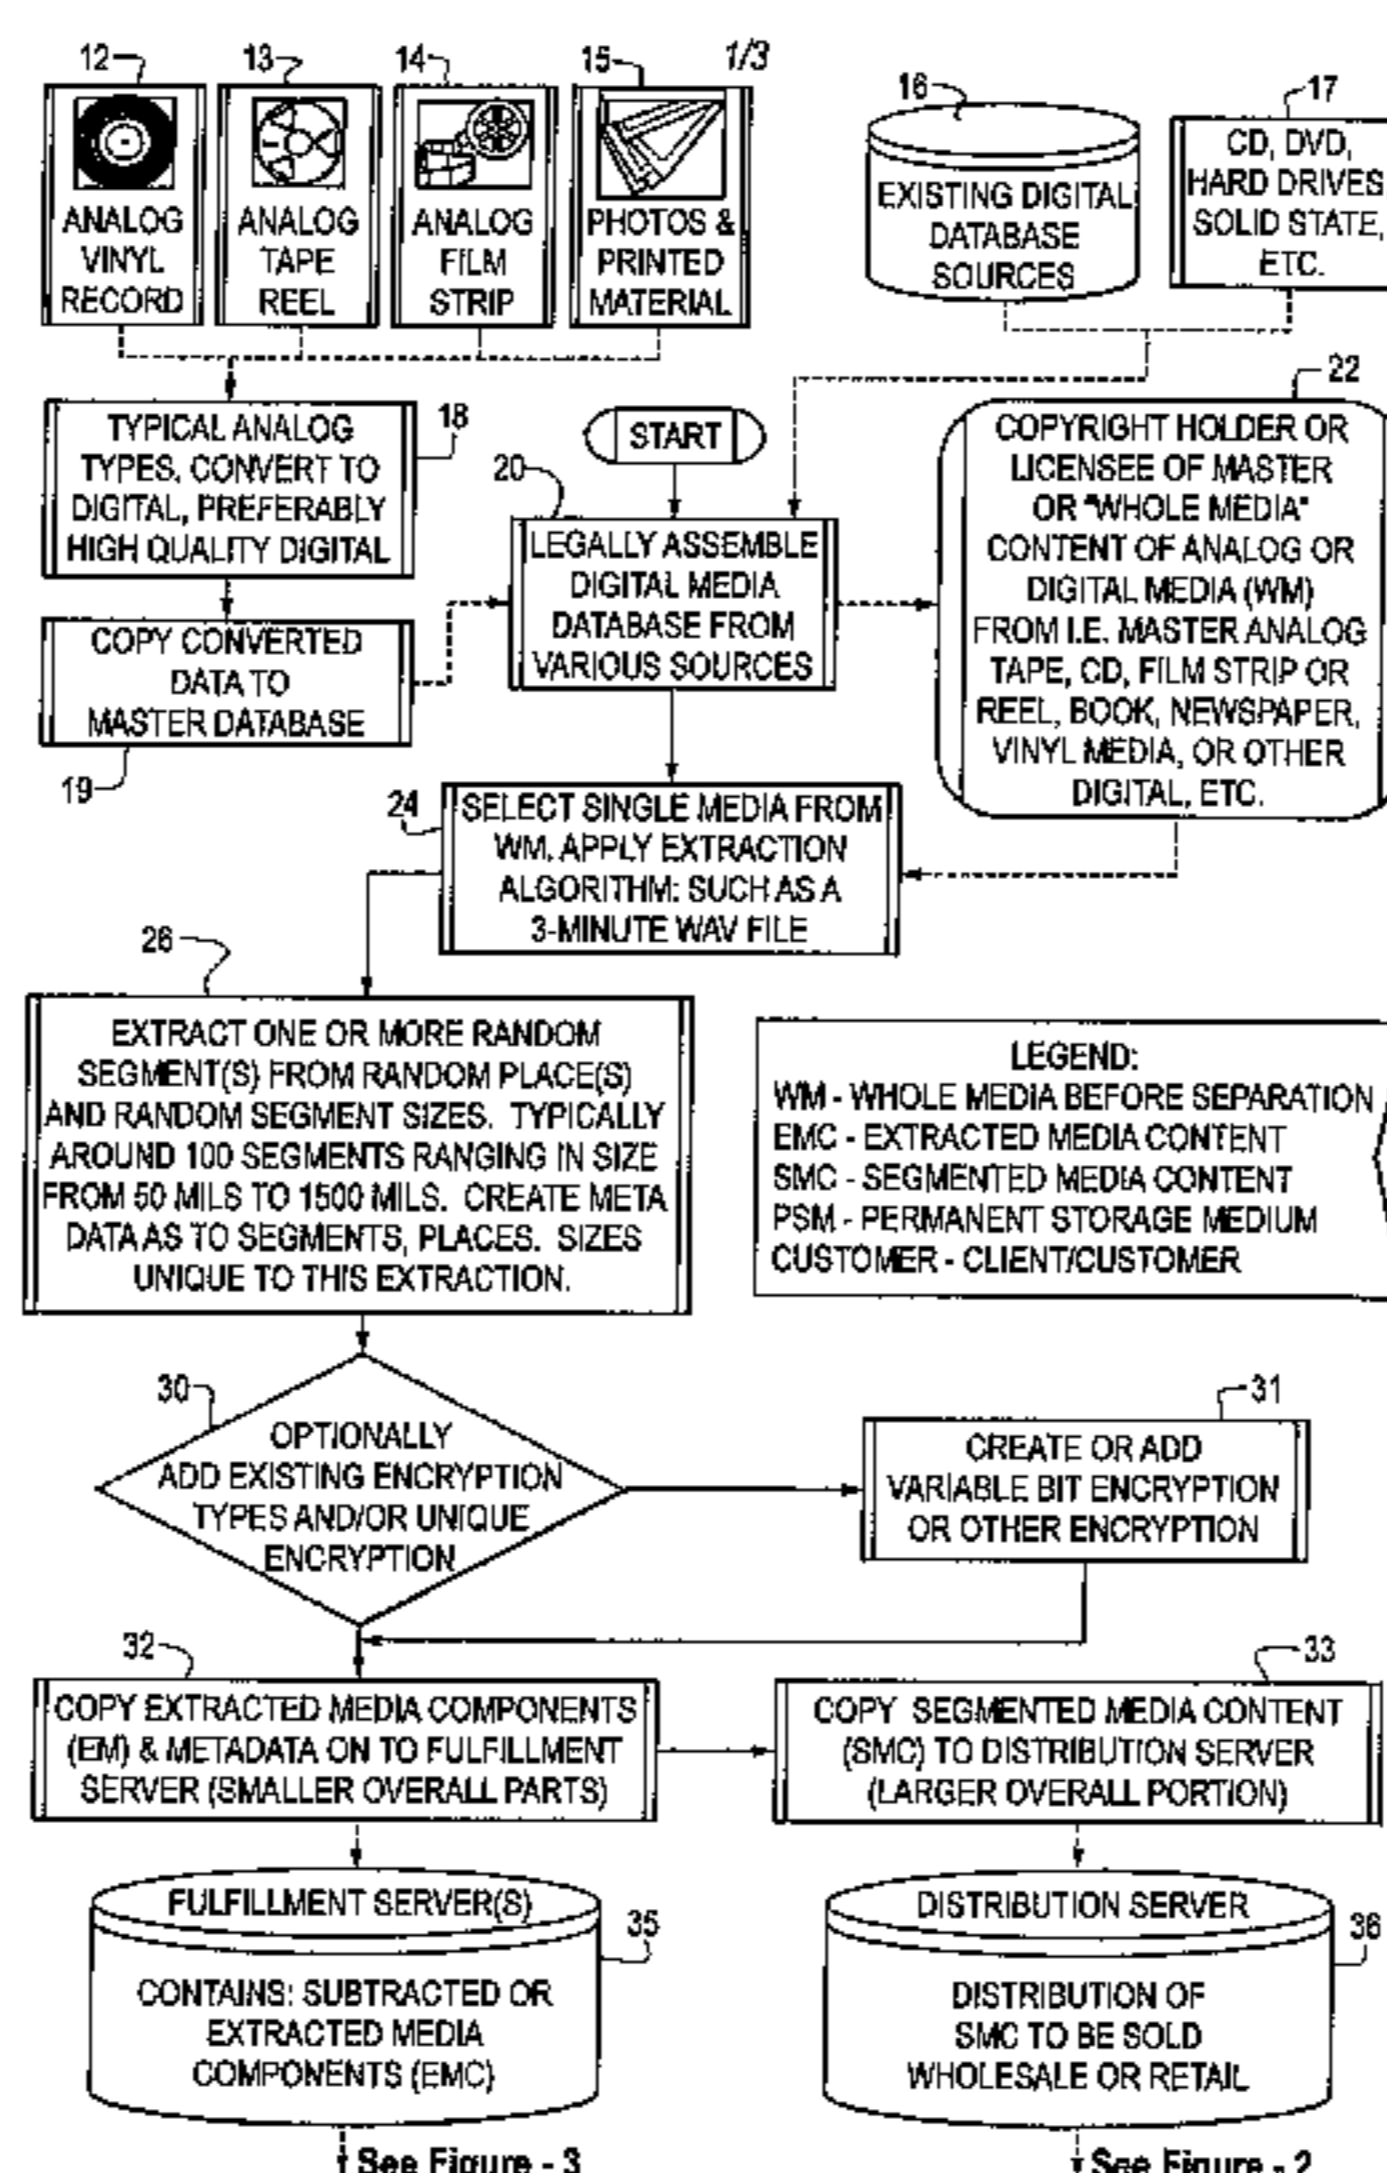 12
13
14
15
1/3
16
17
ANALOG
VINYL
RECORD
ANALOG
TAPE
REEL
ANALOG
FILM
STRIP
PHOTOS &
PRINTED
MATERIAL
EXISTING DIGITAL
DATABASE
SOURCES
CD, DVD,
HARD DRIVES
SOLID STATE,
ETC.
18
TYPICAL ANALOG
TYPES, CONVERT TO
DIGITAL, PREFERABLY
HIGH QUALITY DIGITAL
START
22
COPYRIGHT HOLDER OR
LICENSEE OF MASTER
OR "WHOLE MEDIA"
CONTENT OF ANALOG OR
DIGITAL MEDIA (WM)
FROM I.E. MASTER ANALOG
TAPE, CD, FILM STRIP OR
REEL, BOOK, NEWSPAPER,
VINYL MEDIA, OR OTHER
DIGITAL, ETC.
20
LEGALLY ASSEMBLE
DIGITAL MEDIA
DATABASE FROM
VARIOUS SOURCES
COPY CONVERTED
DATA TO
MASTER DATABASE
19
24
SELECT SINGLE MEDIA FROM
WM. APPLY EXTRACTION
ALGORITHM: SUCH AS A
3-MINUTE WAV FILE
26
EXTRACT ONE OR MORE RANDOM
SEGMENT(S) FROM RANDOM PLACE(S)
AND RANDOM SEGMENT SIZES. TYPICALLY
AROUND 100 SEGMENTS RANGING IN SIZE
FROM 50 MILS TO 1500 MILS. CREATE META
DATA AS TO SEGMENTS, PLACES. SIZES
UNIQUE TO THIS EXTRACTION.
LEGEND:
WM - WHOLE MEDIA BEFORE SEPARATION
EMC - EXTRACTED MEDIA CONTENT
SMC - SEGMENTED MEDIA CONTENT
PSM - PERMANENT STORAGE MEDIUM
CUSTOMER - CLIENT/CUSTOMER
30
OPTIONALLY
ADD EXISTING ENCRYPTION
TYPES AND/OR UNIQUE
ENCRYPTION
31
CREATE OR ADD
VARIABLE BIT ENCRYPTION
OR OTHER ENCRYPTION
32
COPY EXTRACTED MEDIA COMPONENTS
(EM) & METADATA ON TO FULFILLMENT
SERVER (SMALLER OVERALL PARTS)
33
COPY SEGMENTED MEDIA CONTENT
(SMC) TO DISTRIBUTION SERVER
(LARGER OVERALL PORTION)
FULFILLMENT SERVER(S)
35
CONTAINS: SUBTRACTED OR
EXTRACTED MEDIA
COMPONENTS (EMC)
DISTRIBUTION SERVER
36
DISTRIBUTION OF
SMC TO BE SOLD
WHOLESALE OR RETAIL
See Figure - 3
See Figure - 2